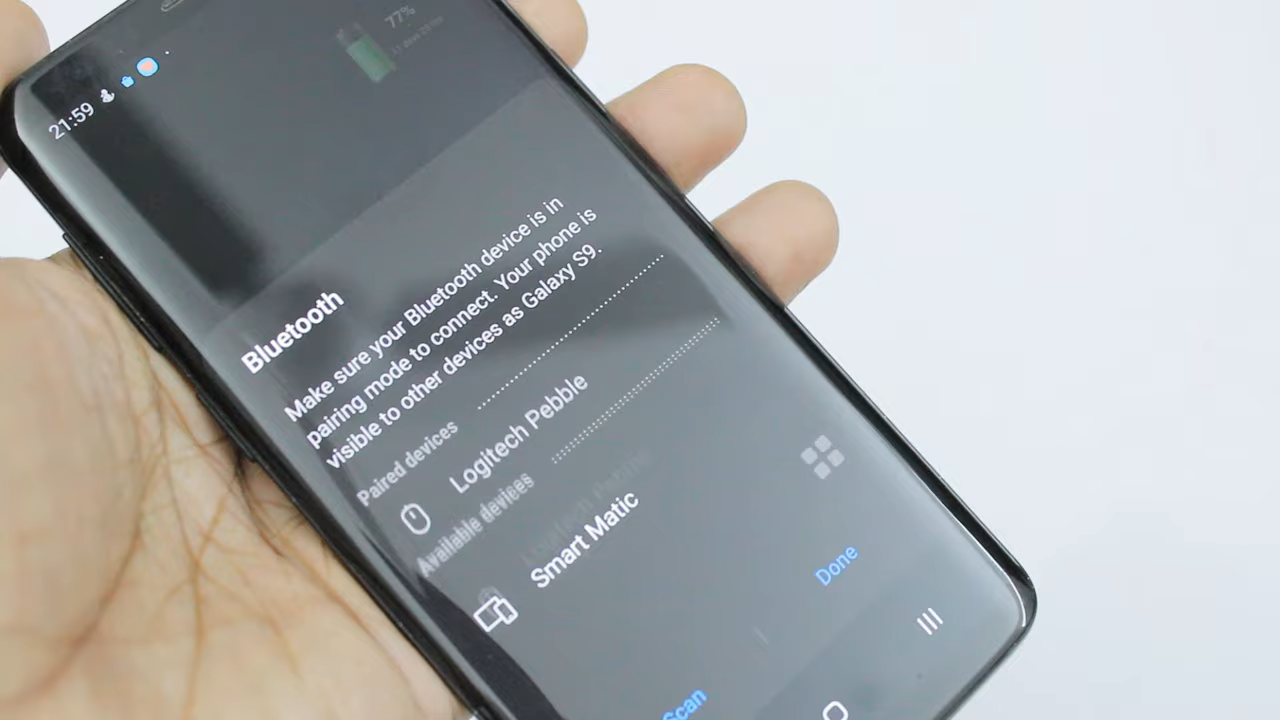 77%
21:59
Bluetooth
Make sure your Bluetooth device is in
pairing mode to connect. Your phone is
visible to other devices as Galaxy S9.
Paired devices
Logitech Pebble
Available devices
Smart Matic
Done
Scan